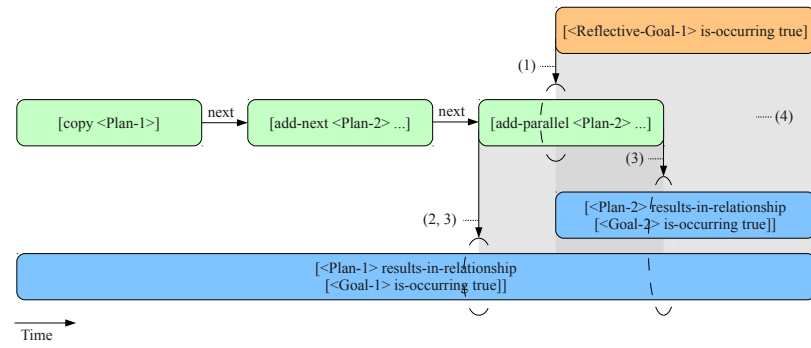 [<Reflective-Goal-1> is-occurring true]
(1)
[copy <Plan-1>]
next
[add-next <Plan-2> ...]
next
[add-parallel <Plan-2> ...]
(4)
(3)
(2, 3)
[<Plan-2> results-in-relationship
[<Goal-2> is-occurring true]]
[<Plan-1> results-in-relationship
[<Goal-1> is-occurring true]]
Time